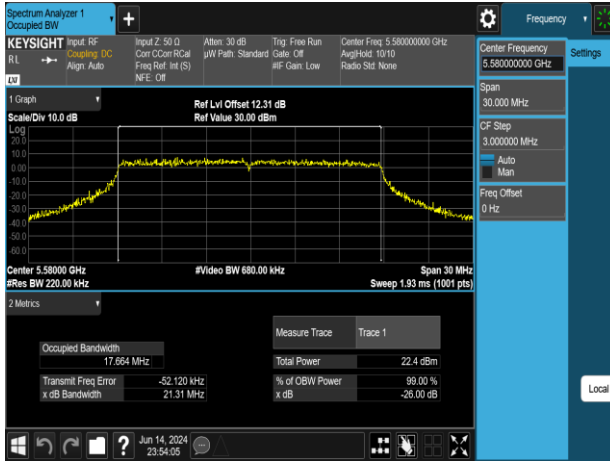 Spectrum Analyzer 1
Occupied BW
Frequency
KEYSIGHT
RL
LXI
Input: RF
Coupling: DC
Align: Auto
Input Z: 50 Ω
Corr CCorr RCal
Freq Ref: Int (S)
NFE: Off
Atten: 30 dB
µW Path: Standard
Trig: Free Run
Gate: Off
#IF Gain: Low
Center Freq: 5.580000000 GHz
Avg|Hold: 10/10
Radio Std: None
Center Frequency
5.580000000 GHz
Settings
Span
30.000 MHz
CF Step
3.000000 MHz
Auto
Man
Freq Offset
0 Hz
Local
1 Graph
Scale/Div 10.0 dB
Ref Lvl Offset 12.31 dB
Ref Value 30.00 dBm
Log
20.0
10.0
0.00
-10.0
-20.0
-30.0
-40.0
-50.0
-60.0
Center 5.58000 GHz
#Video BW 680.00 kHz
Span 30 MHz
#Res BW 220.00 kHz
Sweep 1.93 ms (1001 pts)
2 Metrics
Measure Trace Trace 1
Occupied Bandwidth
17.664 MHz
Total Power 22.4 dBm
Transmit Freq Error -52.120 kHz
% of OBW Power 99.00 %
x dB Bandwidth 21.31 MHz
x dB -26.00 dB
Jun 14, 2024
23:54:05